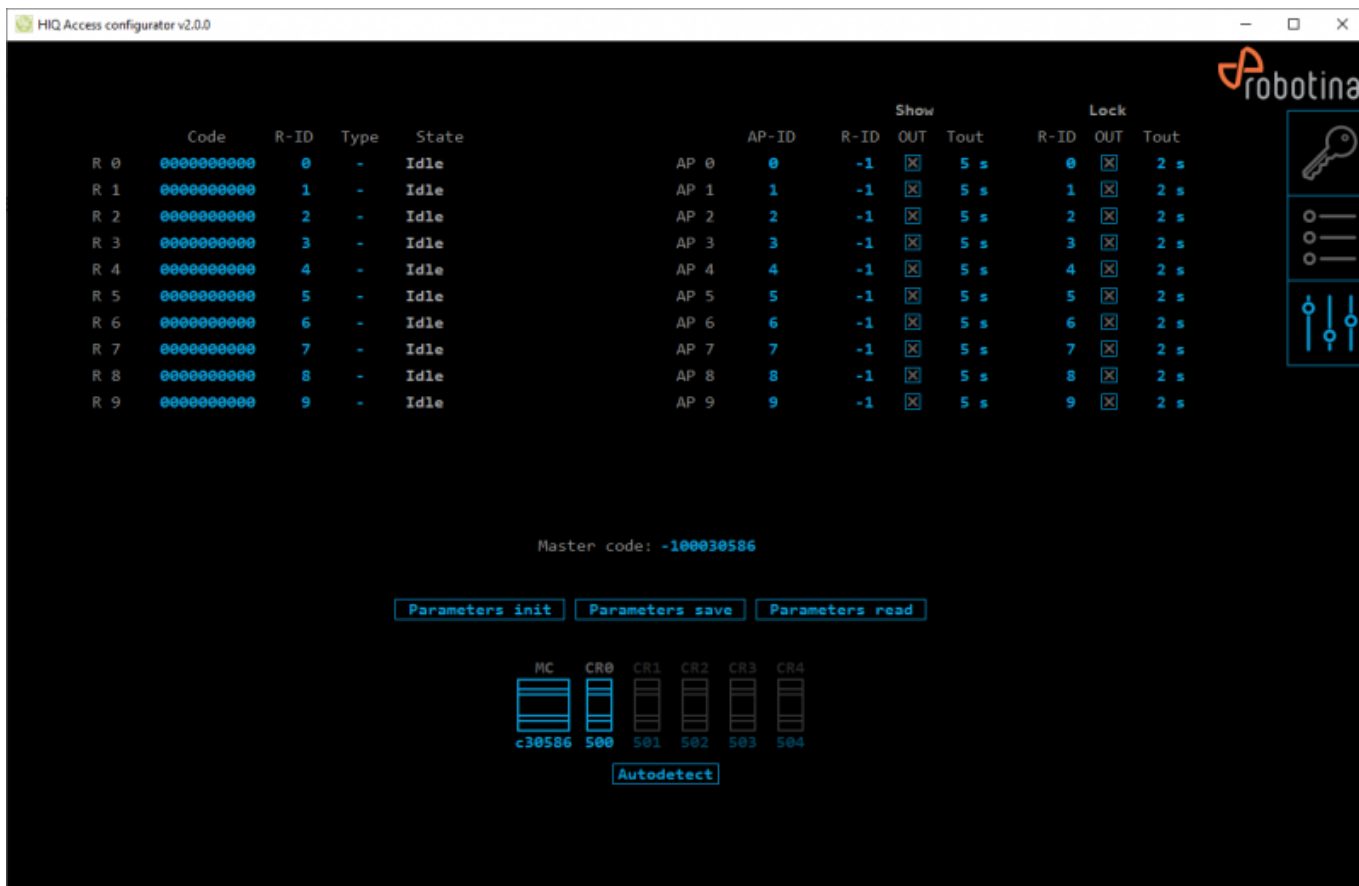 HIQ Access configurator v2.0.0
robotina
Show Lock
Code R-ID Type State AP-ID R-ID OUT Tout R-ID OUT Tout
R 0 0000000000 0 - Idle AP 0 0 -1 5 s 0 2 s
R 1 0000000000 1 - Idle AP 1 1 -1 5 s 1 2 s
R 2 0000000000 2 - Idle AP 2 2 -1 5 s 2 2 s
R 3 0000000000 3 - Idle AP 3 3 -1 5 s 3 2 s
R 4 0000000000 4 - Idle AP 4 4 -1 5 s 4 2 s
R 5 0000000000 5 - Idle AP 5 5 -1 5 s 5 2 s
R 6 0000000000 6 - Idle AP 6 6 -1 5 s 6 2 s
R 7 0000000000 7 - Idle AP 7 7 -1 5 s 7 2 s
R 8 0000000000 8 - Idle AP 8 8 -1 5 s 8 2 s
R 9 0000000000 9 - Idle AP 9 9 -1 5 s 9 2 s
Master code: -100030586
Parameters init Parameters save Parameters read
MC CR0 CR1 CR2 CR3 CR4
c30586 500 501 502 503 504
Autodetect